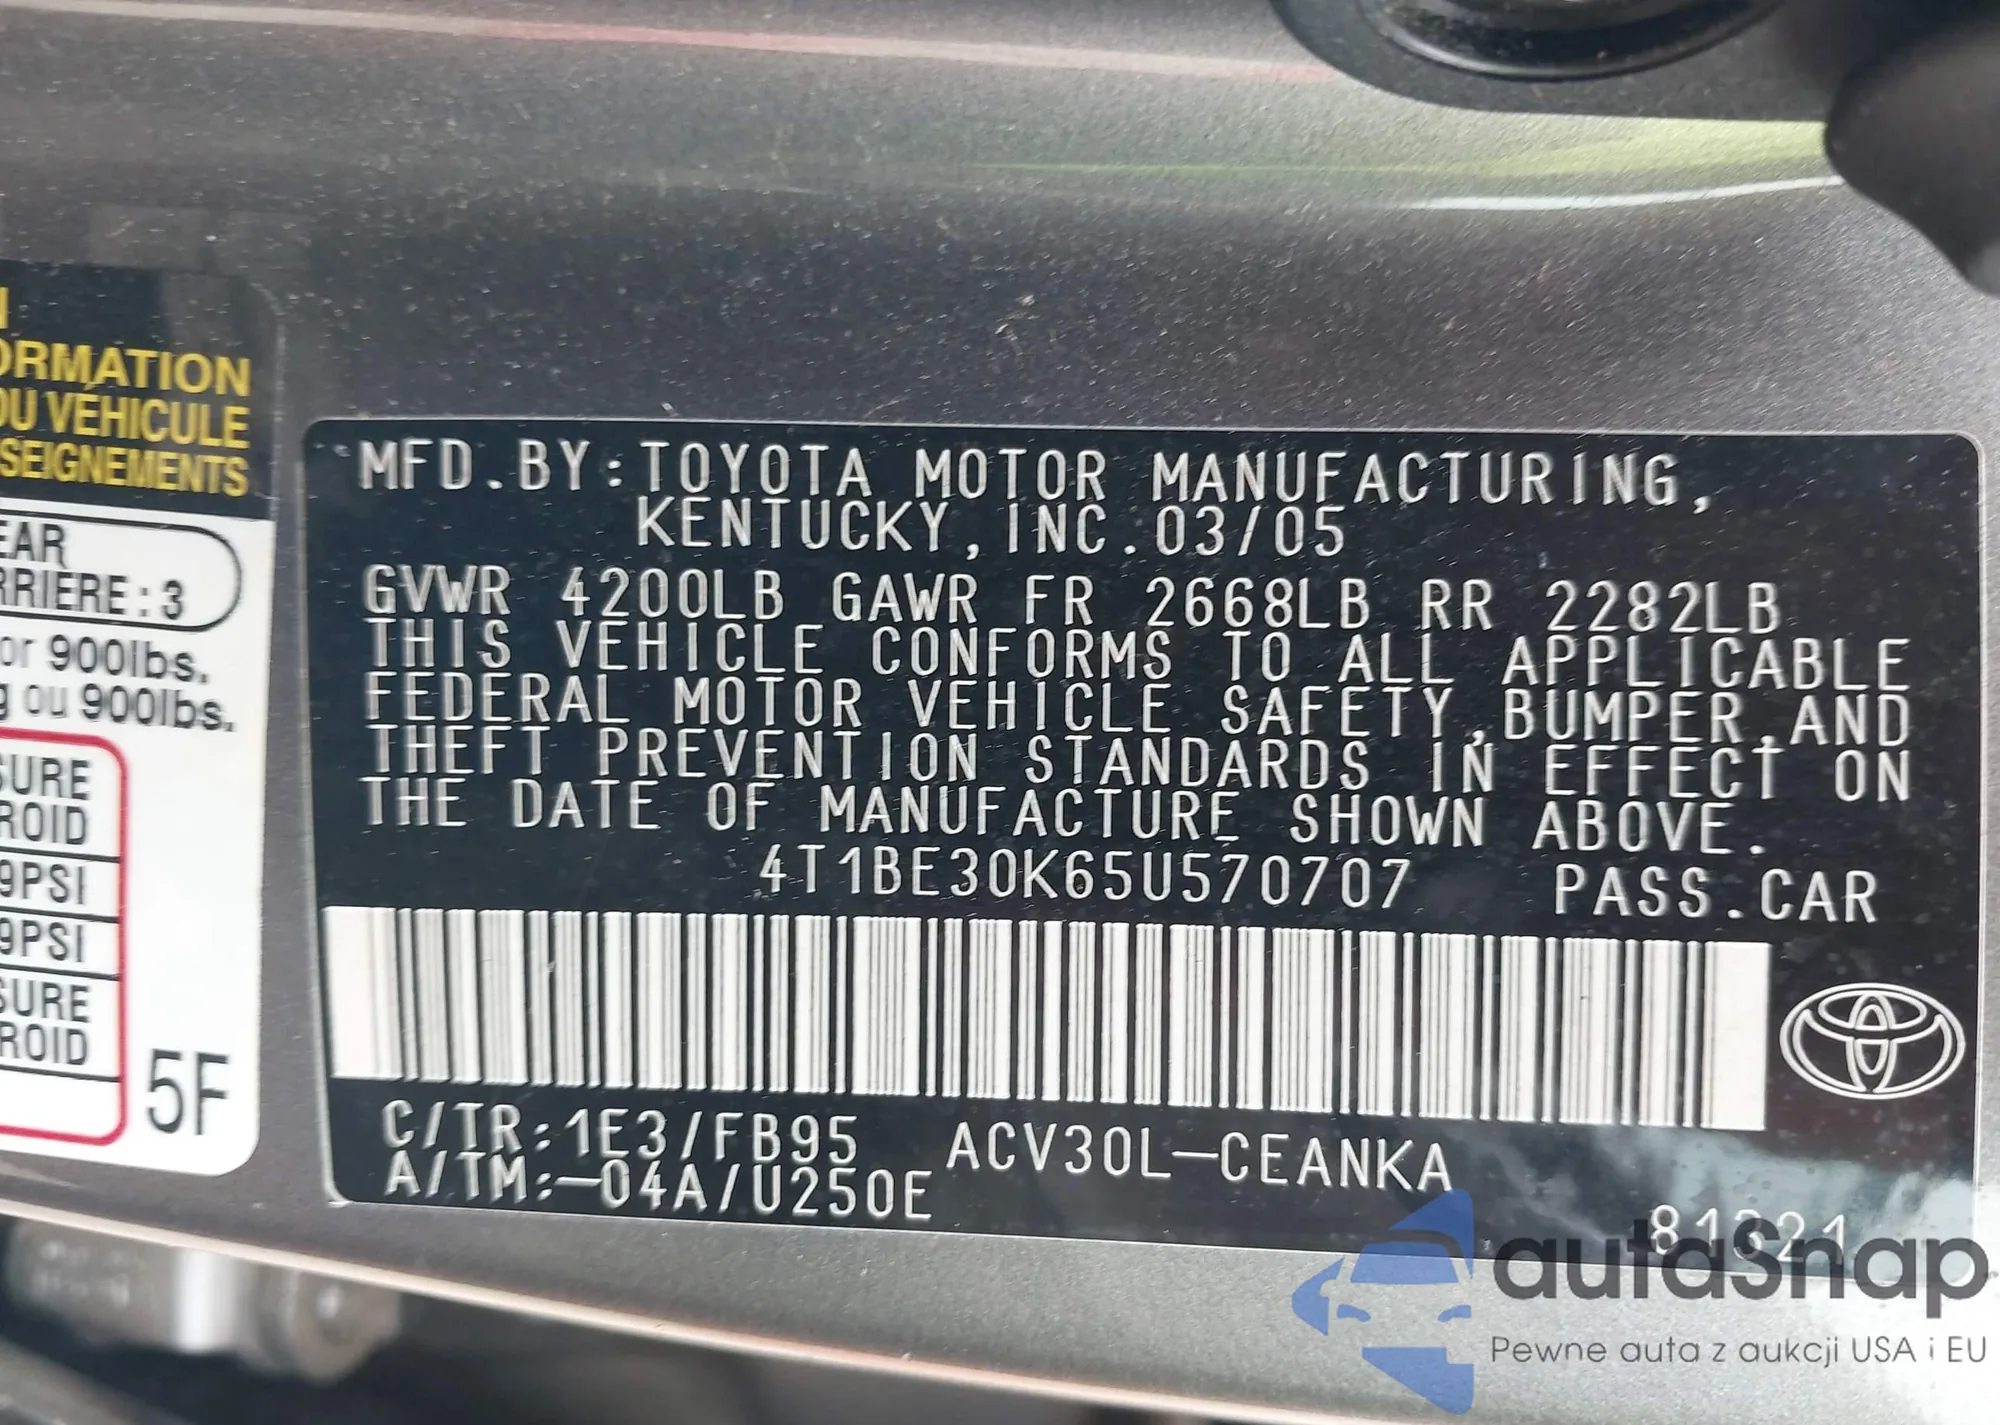 ORMATION
DU VÉHICULE
SEIGNEMENTS
EAR
RRIERE : 3
or 900lbs.
g ou 900lbs.
SURE
ROID
9PSI
9PSI
SURE
ROID
5F
MFD.BY:TOYOTA MOTOR MANUFACTURING,
KENTUCKY,INC.03/05
GVWR 4200LB GAWR FR 2668LB RR 2282LB
THIS VEHICLE CONFORMS TO ALL APPLICABLE
FEDERAL MOTOR VEHICLE SAFETY,BUMPER,AND
THEFT PREVENTION STANDARDS IN EFFECT ON
THE DATE OF MANUFACTURE SHOWN ABOVE.
4T1BE30K65U570707 PASS.CAR
C/TR:1E3/FB95 ACV30L-CEANKA
A/TM:-04A/U250E
81321
autaSnap
Pewne auta z aukcji USA i EU